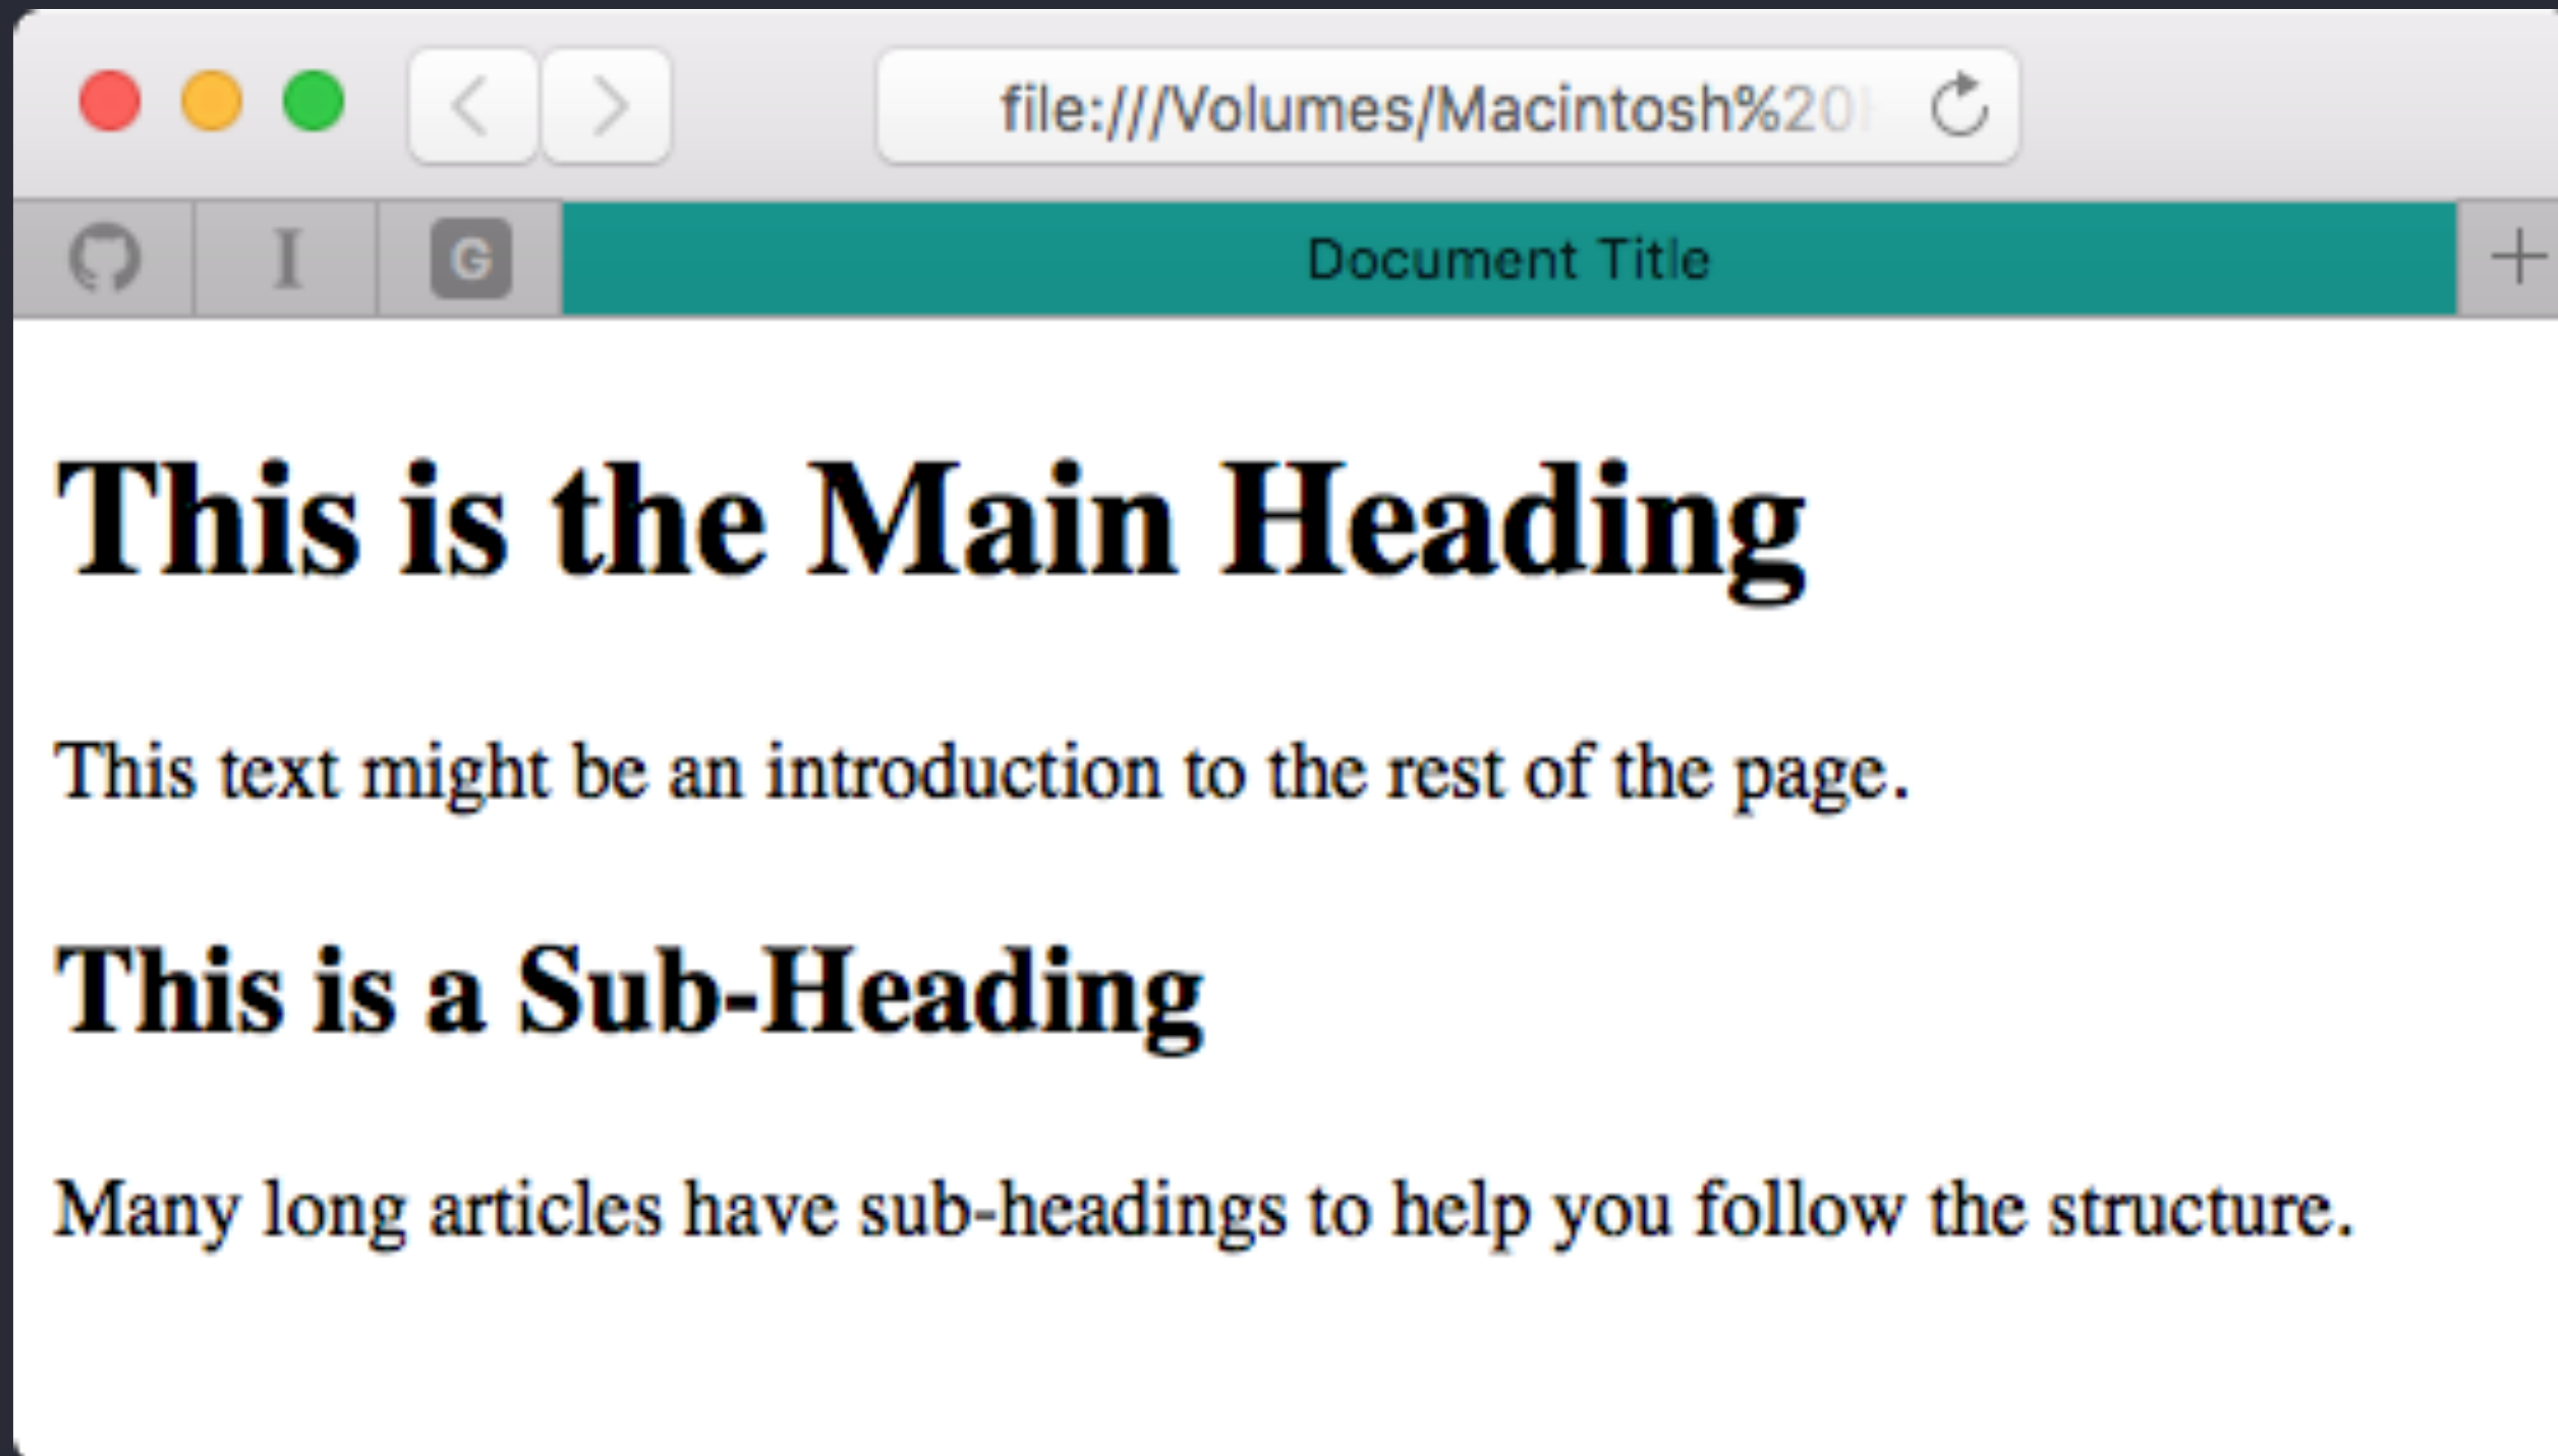 file:///Volumes/Macintosh%20
I
G
Document Title
This is the Main Heading
This text might be an introduction to the rest of the page.
This is a Sub-Heading
Many long articles have sub-headings to help you follow the structure.